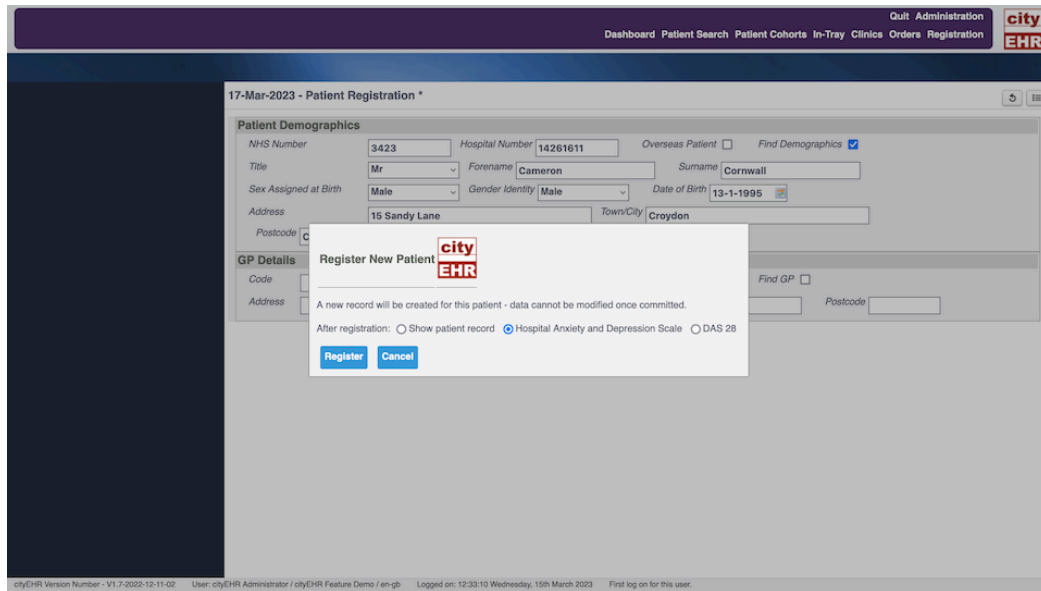 Quit Administration
city
EHR
Dashboard Patient Search Patient Cohorts In-Tray Clinics Orders Registration
17-Mar-2023 - Patient Registration *
Patient Demographics
NHS Number 3423 Hospital Number 14261611 Overseas Patient Find Demographics
Title Mr Forename Cameron Surname Cornwall
Sex Assigned at Birth Male Gender Identity Male Date of Birth 13-1-1995
Address 15 Sandy Lane Town/City Croydon
Postcode C
GP Details
Code Find GP
Address Postcode
Register New Patient
city
EHR
A new record will be created for this patient - data cannot be modified once committed.
After registration: Show patient record Hospital Anxiety and Depression Scale DAS 28
Register Cancel
cityEHR Version Number - V1.7-2022-12-11-02 User: cityEHR Administrator / cityEHR Feature Demo / en-gb Logged on: 12:33:10 Wednesday, 15th March 2023 First log on for this user.